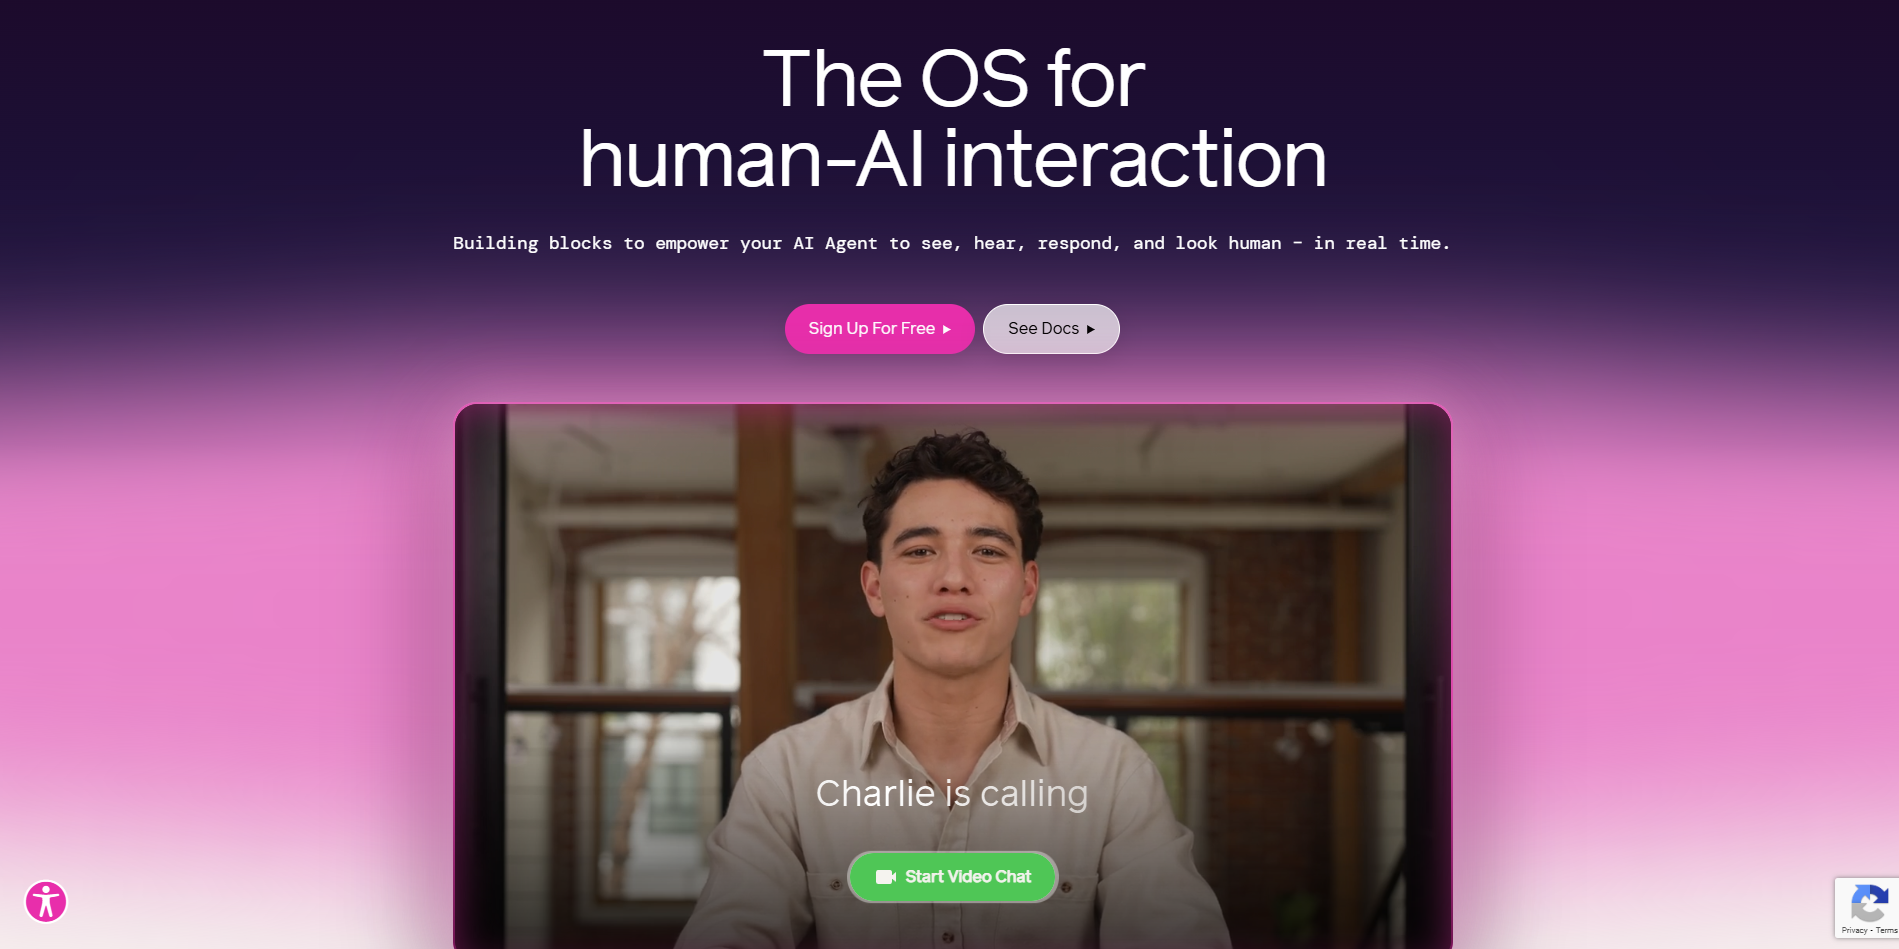 The OS for
human-AI interaction
Building blocks to empower your AI Agent to see, hear, respond, and look human – in real time.
Sign Up For Free
See Docs
Charlie is calling
Start Video Chat
Privacy - Terms